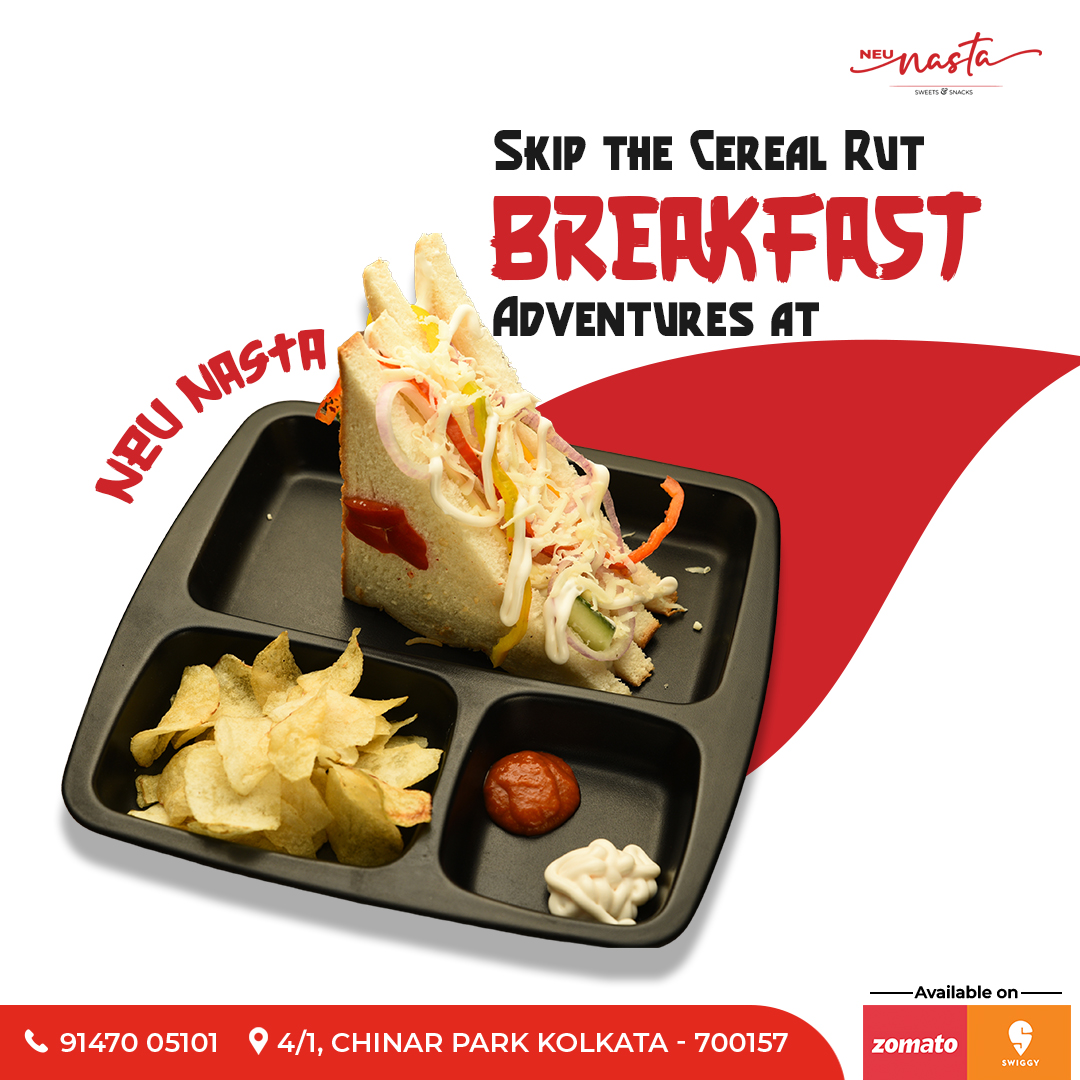 NEU nasta
SWEETS & SNACKS
SKIP THE CEREAL RUT
BREAKFAST
ADVENTURES AT
NEU NASTA
Available on
91470 05101
4/1, CHINAR PARK KOLKATA - 700157
zomato
SWIGGY